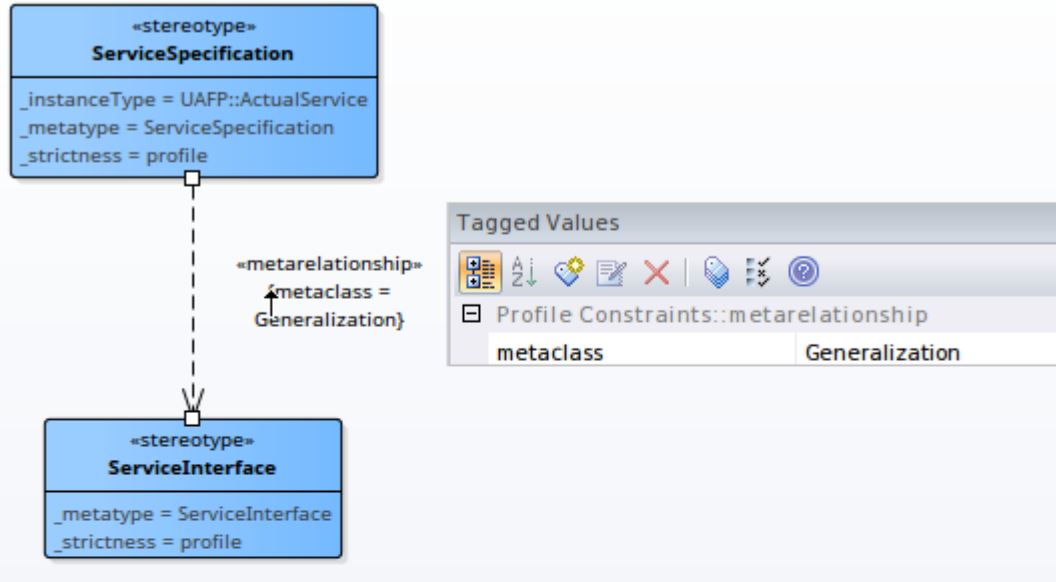 «stereotype»
ServiceSpecification
_instanceType = UAFP::ActualService
_metatype = ServiceSpecification
_strictness = profile
«metarelationship»
{metaclass =
Generalization}
Tagged Values
Profile Constraints::metarelationship
metaclass Generalization
«stereotype»
ServiceInterface
_metatype = ServiceInterface
_strictness = profile